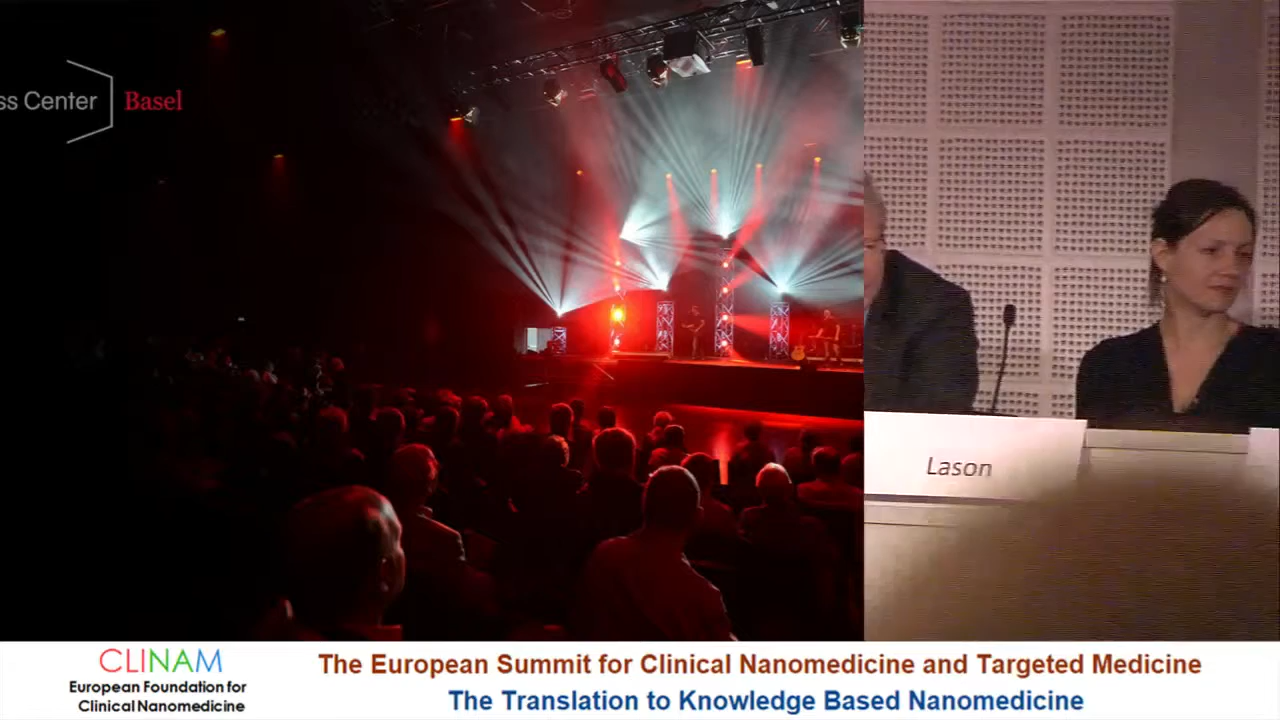 ss Center
Basel
Lason
CLINAM
European Foundation for
Clinical Nanomedicine
The European Summit for Clinical Nanomedicine and Targeted Medicine
The Translation to Knowledge Based Nanomedicine